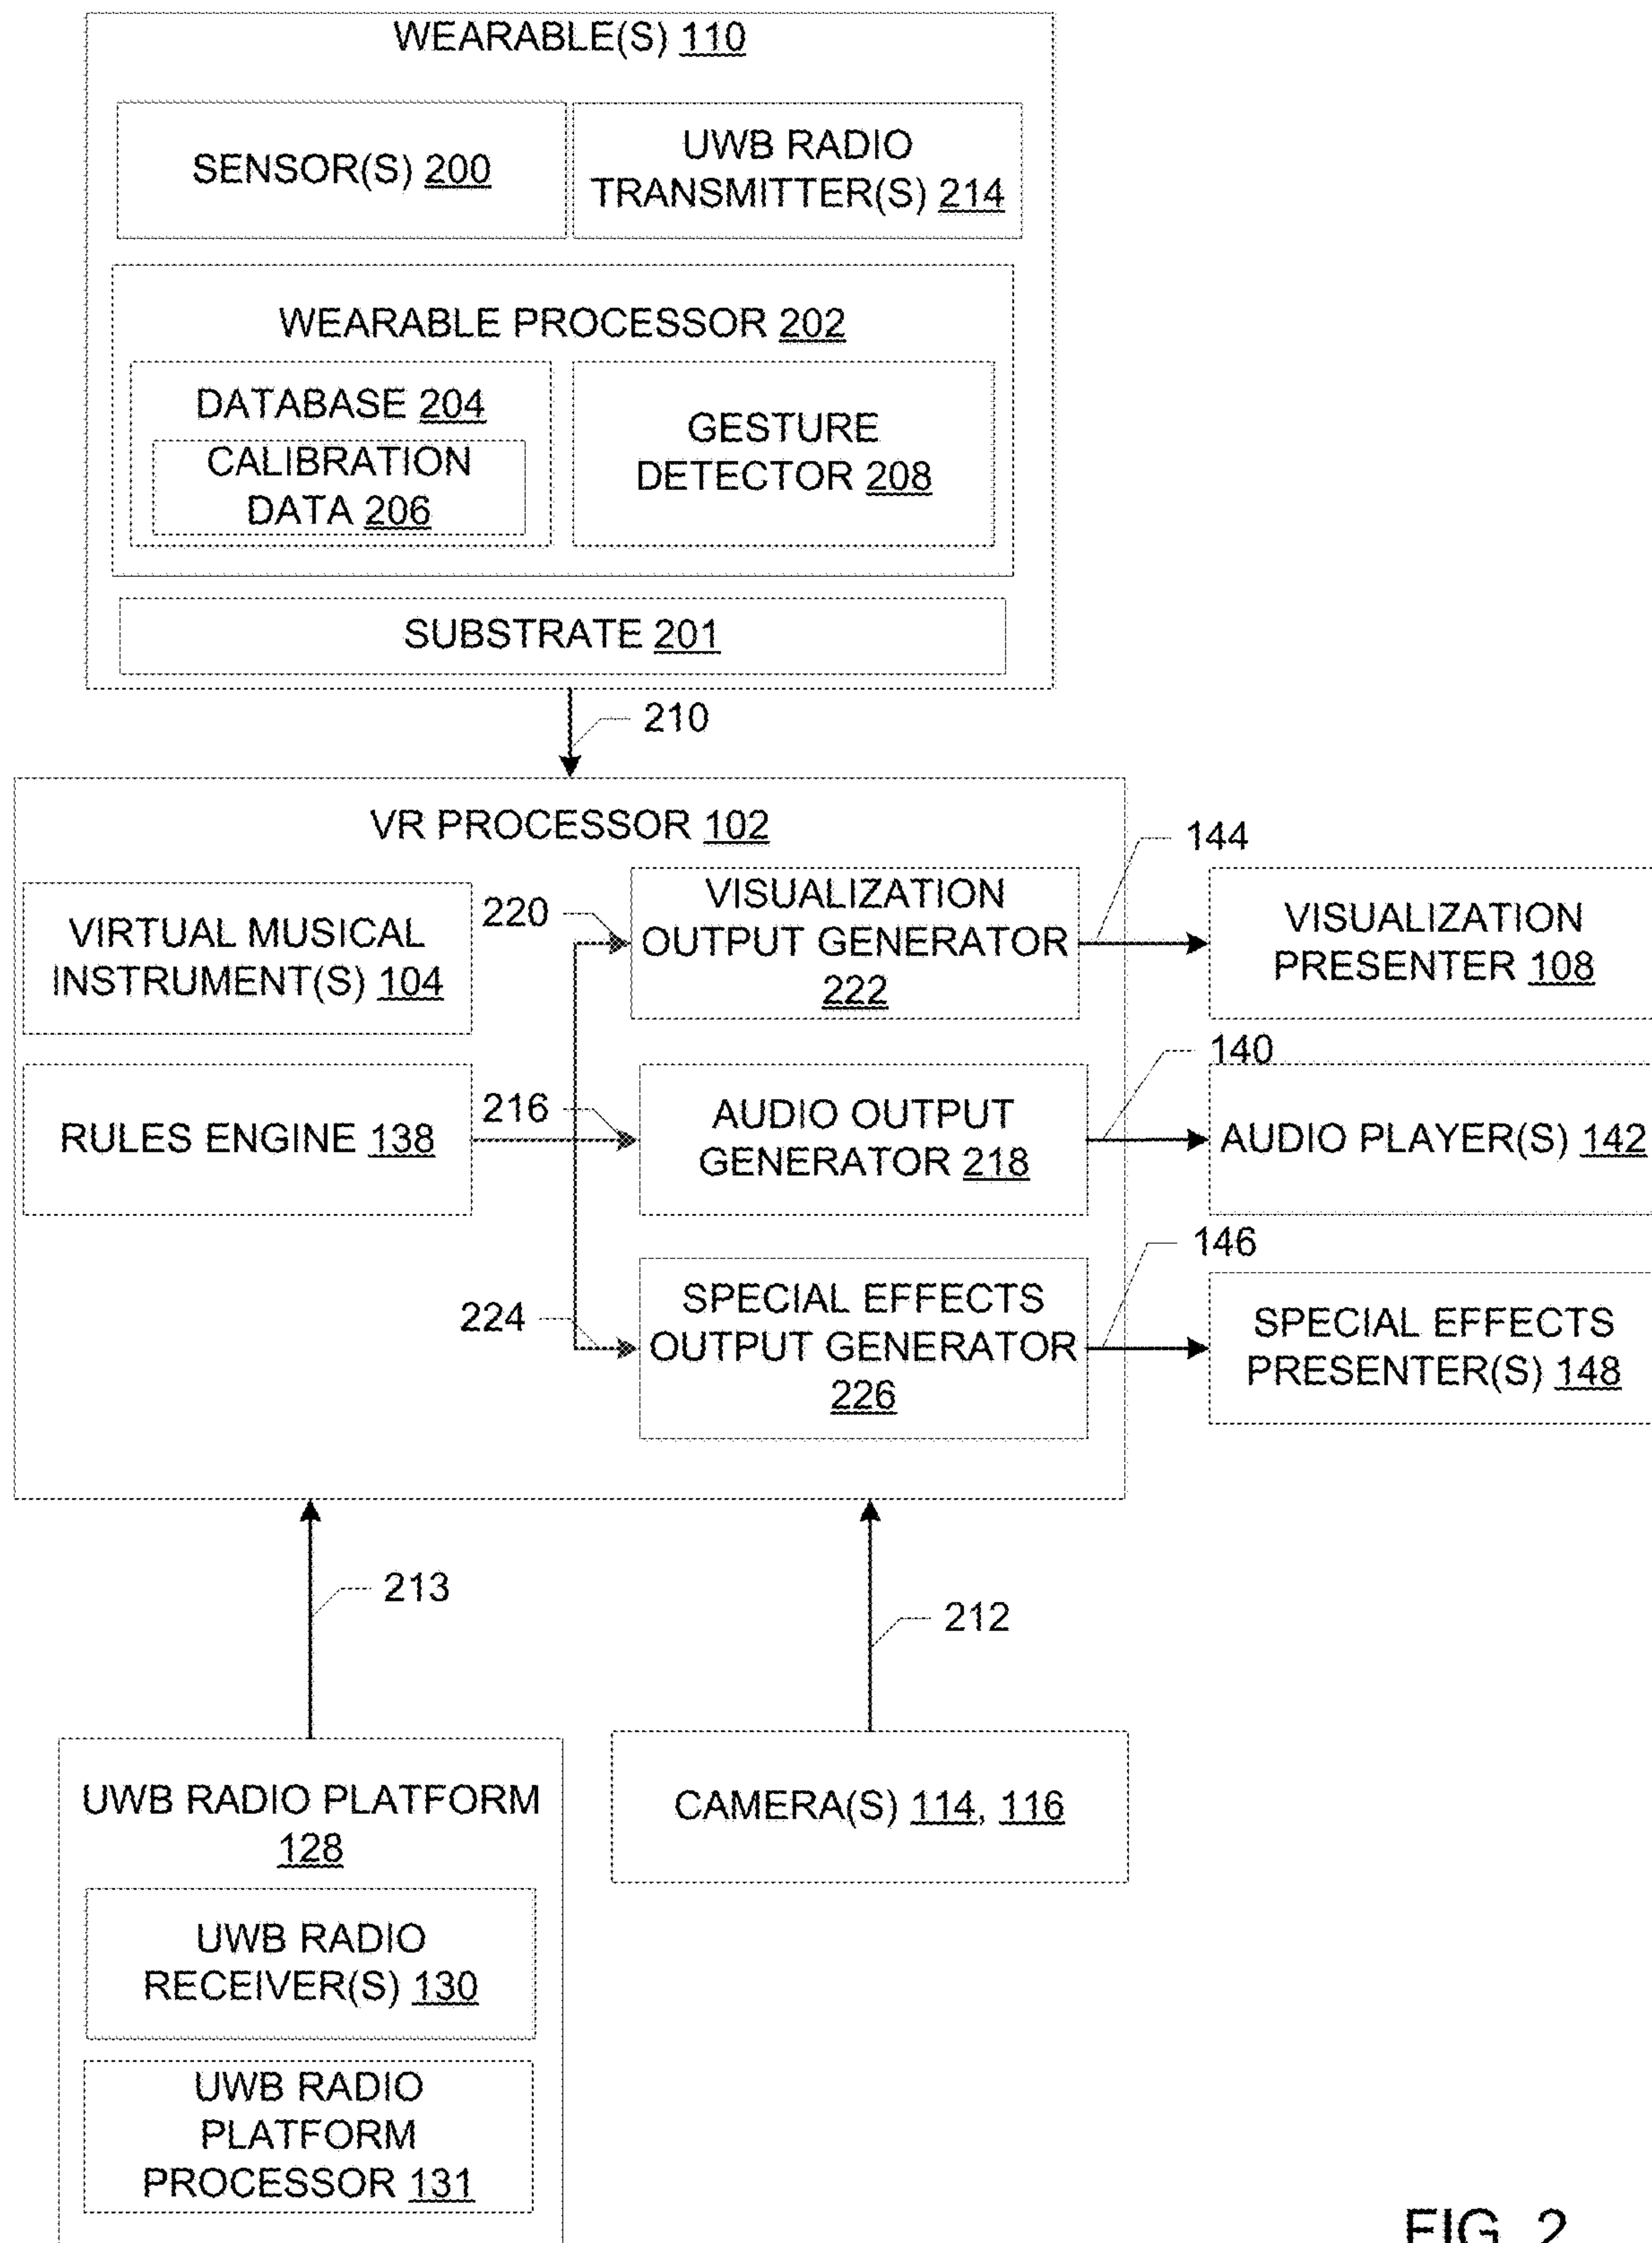 WEARABLE(S) 110
SENSOR(S) 200
UWB RADIO
TRANSMITTER(S) 214
WEARABLE PROCESSOR 202
DATABASE 204
CALIBRATION
DATA 206
GESTURE
DETECTOR 208
SUBSTRATE 201
210
VR PROCESSOR 102
VIRTUAL MUSICAL
INSTRUMENT(S) 104
RULES ENGINE 138
220
216
224
VISUALIZATION
OUTPUT GENERATOR
222
AUDIO OUTPUT
GENERATOR 218
SPECIAL EFFECTS
OUTPUT GENERATOR
226
144
VISUALIZATION
PRESENTER 108
140
AUDIO PLAYER(S) 142
146
SPECIAL EFFECTS
PRESENTER(S) 148
213
212
UWB RADIO PLATFORM
128
UWB RADIO
RECEIVER(S) 130
UWB RADIO
PLATFORM
PROCESSOR 131
CAMERA(S) 114, 116
FIG. 2